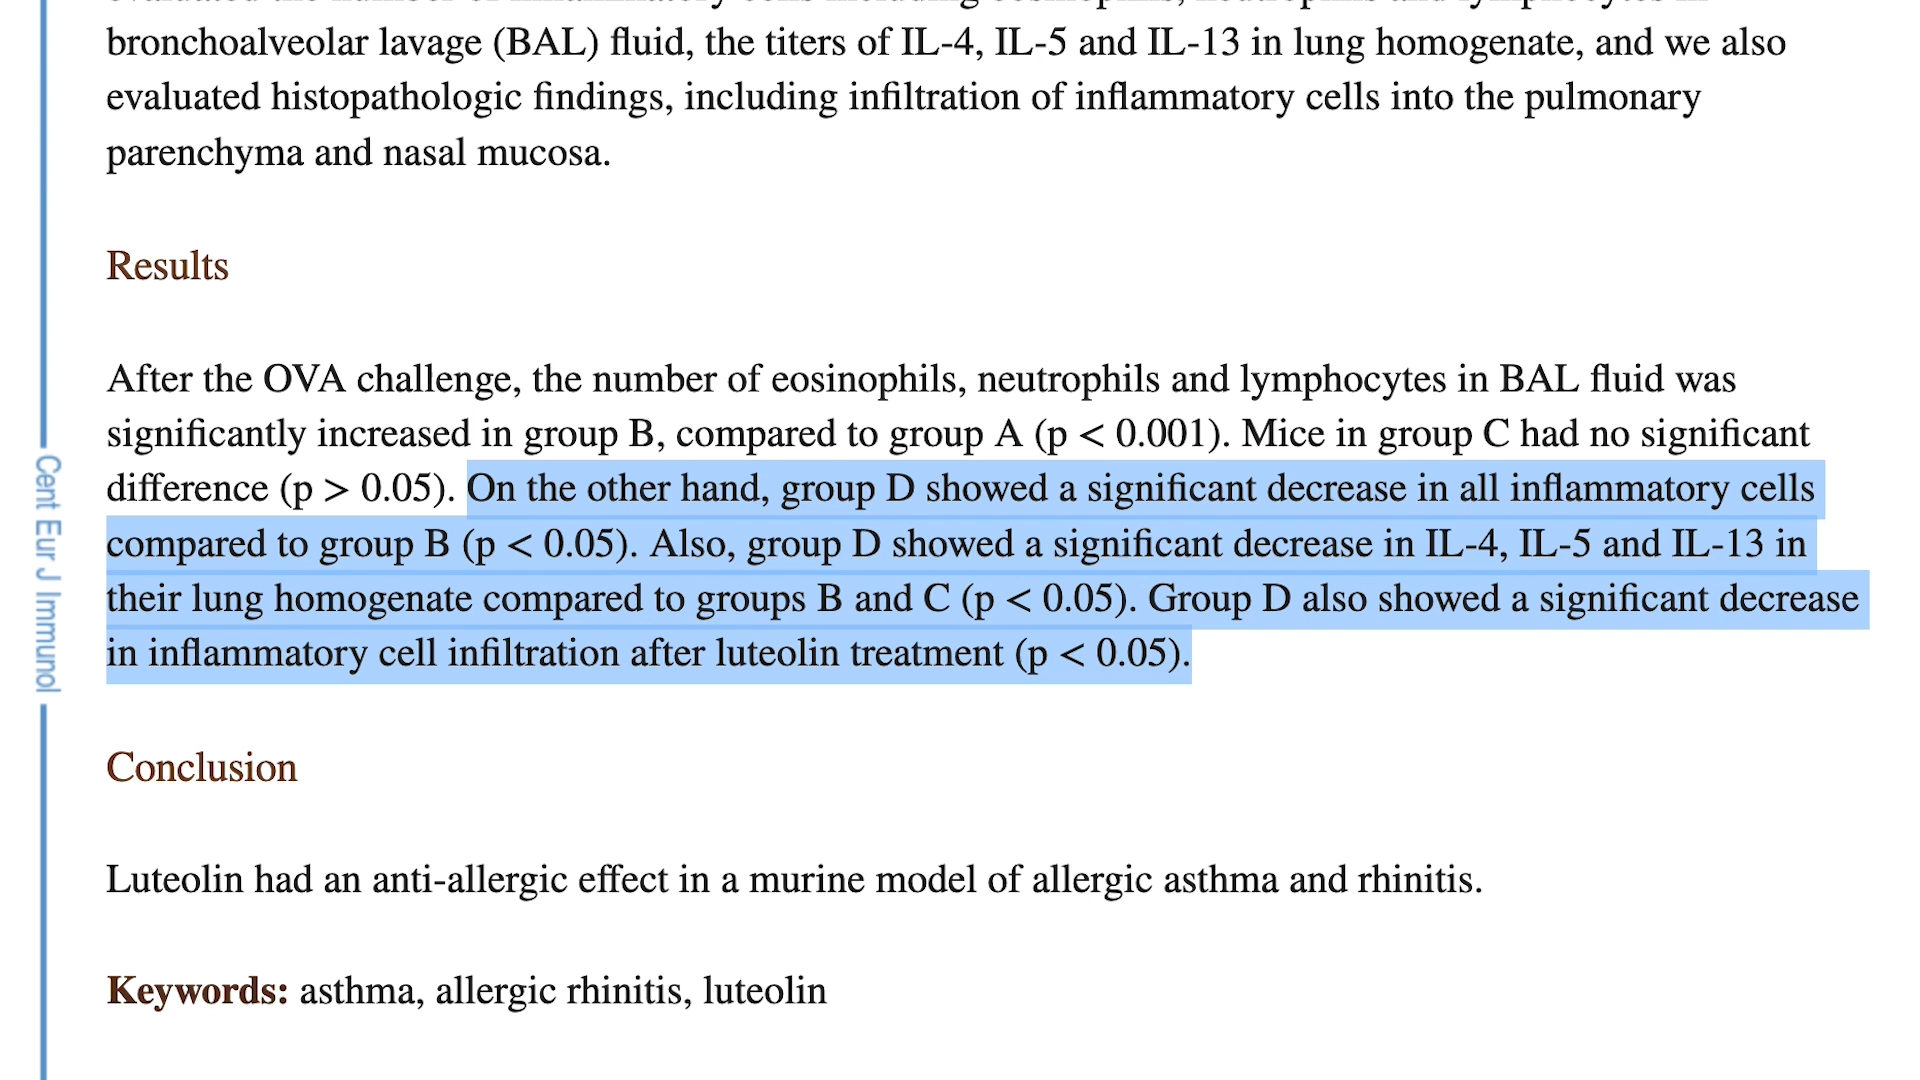 bronchoalveolar lavage (BAL) fluid, the titers of IL-4, IL-5 and IL-13 in lung homogenate, and we also
evaluated histopathologic findings, including infiltration of inflammatory cells into the pulmonary
parenchyma and nasal mucosa.
Results
After the OVA challenge, the number of eosinophils, neutrophils and lymphocytes in BAL fluid was
significantly increased in group B, compared to group A (p < 0.001). Mice in group C had no significant
difference (p > 0.05). On the other hand, group D showed a significant decrease in all inflammatory cells
compared to group B (p < 0.05). Also, group D showed a significant decrease in IL-4, IL-5 and IL-13 in
their lung homogenate compared to groups B and C (p < 0.05). Group D also showed a significant decrease
in inflammatory cell infiltration after luteolin treatment (p < 0.05).
Conclusion
Luteolin had an anti-allergic effect in a murine model of allergic asthma and rhinitis.
Keywords: asthma, allergic rhinitis, luteolin
Cent Eur J Immunol